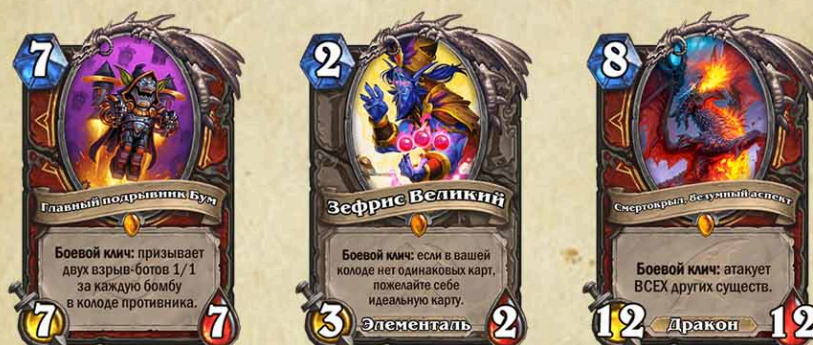 7
Главный подрывник Бум
Боевой клич: призывает
двух взрыв-ботов 1/1
за каждую бомбу
в колоде противника.
7
7
2
Зефрис Великий
Боевой клич: если в вашей
колоде нет одинаковых карт,
пожелайте себе
идеальную карту.
3
Элементаль
2
8
Смертокрыл, безумный аспект
Боевой клич: атакует
ВСЕХ других существ.
12
Дракон
12